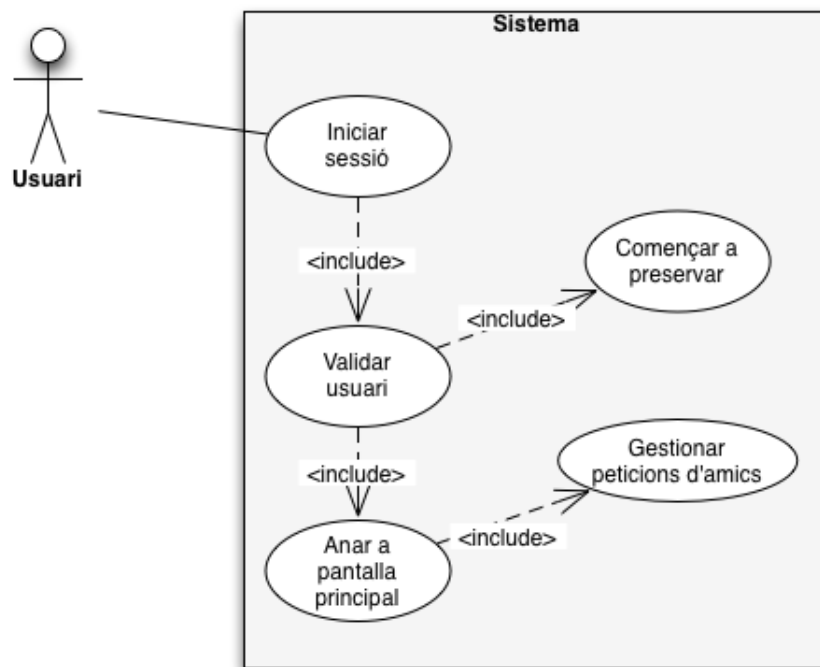 Sistema
Usuari
Iniciar
sessió
<include>
Començar a
preservar
<include>
Validar
usuari
<include>
Gestionar
peticions d'amics
<include>
Anar a
pantalla
principal